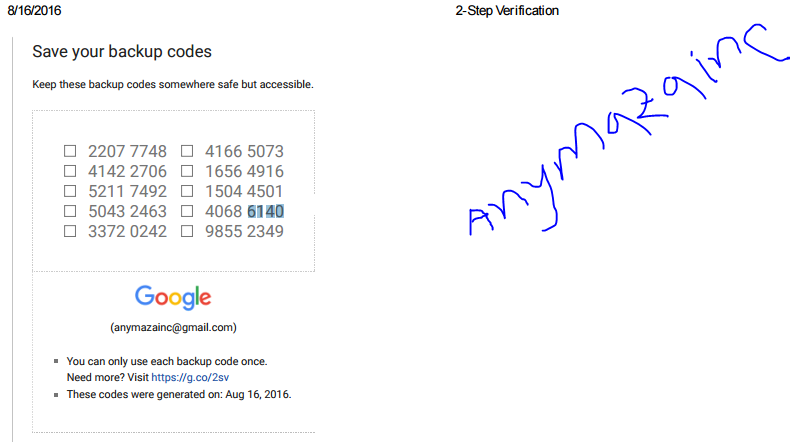 8/16/2016
2-Step Verification
Save your backup codes
Keep these backup codes somewhere safe but accessible.
2207 7748 4166 5073
4142 2706 1656 4916
5211 7492 1504 4501
5043 2463 4068 6140
3372 0242 9855 2349
Google
(anymazainc@gmail.com)
You can only use each backup code once.
Need more? Visit https://g.co/2sv
These codes were generated on: Aug 16, 2016.
Anymazainc